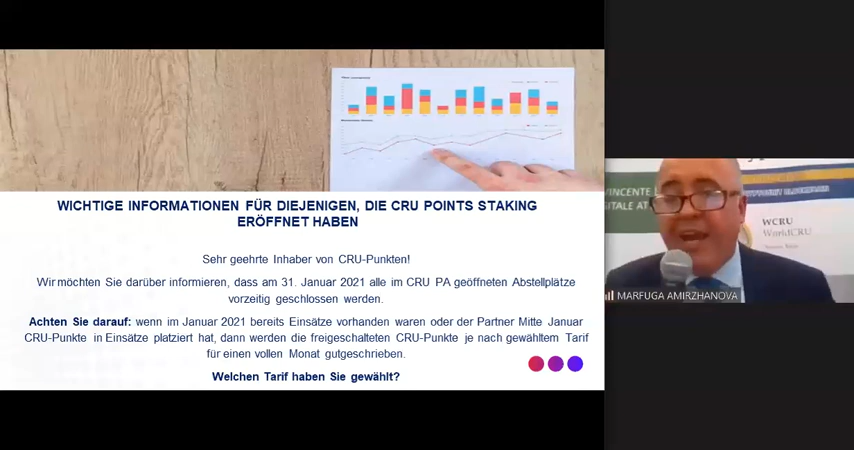 WICHTIGE INFORMATIONEN FÜR DIEJENIGEN, DIE CRU POINTS STAKING
ERÖFFNET HABEN
Sehr geehrte Inhaber von CRU-Punkten!
Wir möchten Sie darüber informieren, dass am 31. Januar 2021 alle im CRU PA geöffneten Abstellplätze
vorzeitig geschlossen werden.
Achten Sie darauf: wenn im Januar 2021 bereits Einsätze vorhanden waren oder der Partner Mitte Januar
CRU-Punkte in Einsätze platziert hat, dann werden die freigeschalteten CRU-Punkte je nach gewähltem Tarif
für einen vollen Monat gutgeschrieben.
Welchen Tarif haben Sie gewählt?
VINCENTE
ITALE AT
WCRU
WorldCRU
MARFUGA AMIRZHANOVA